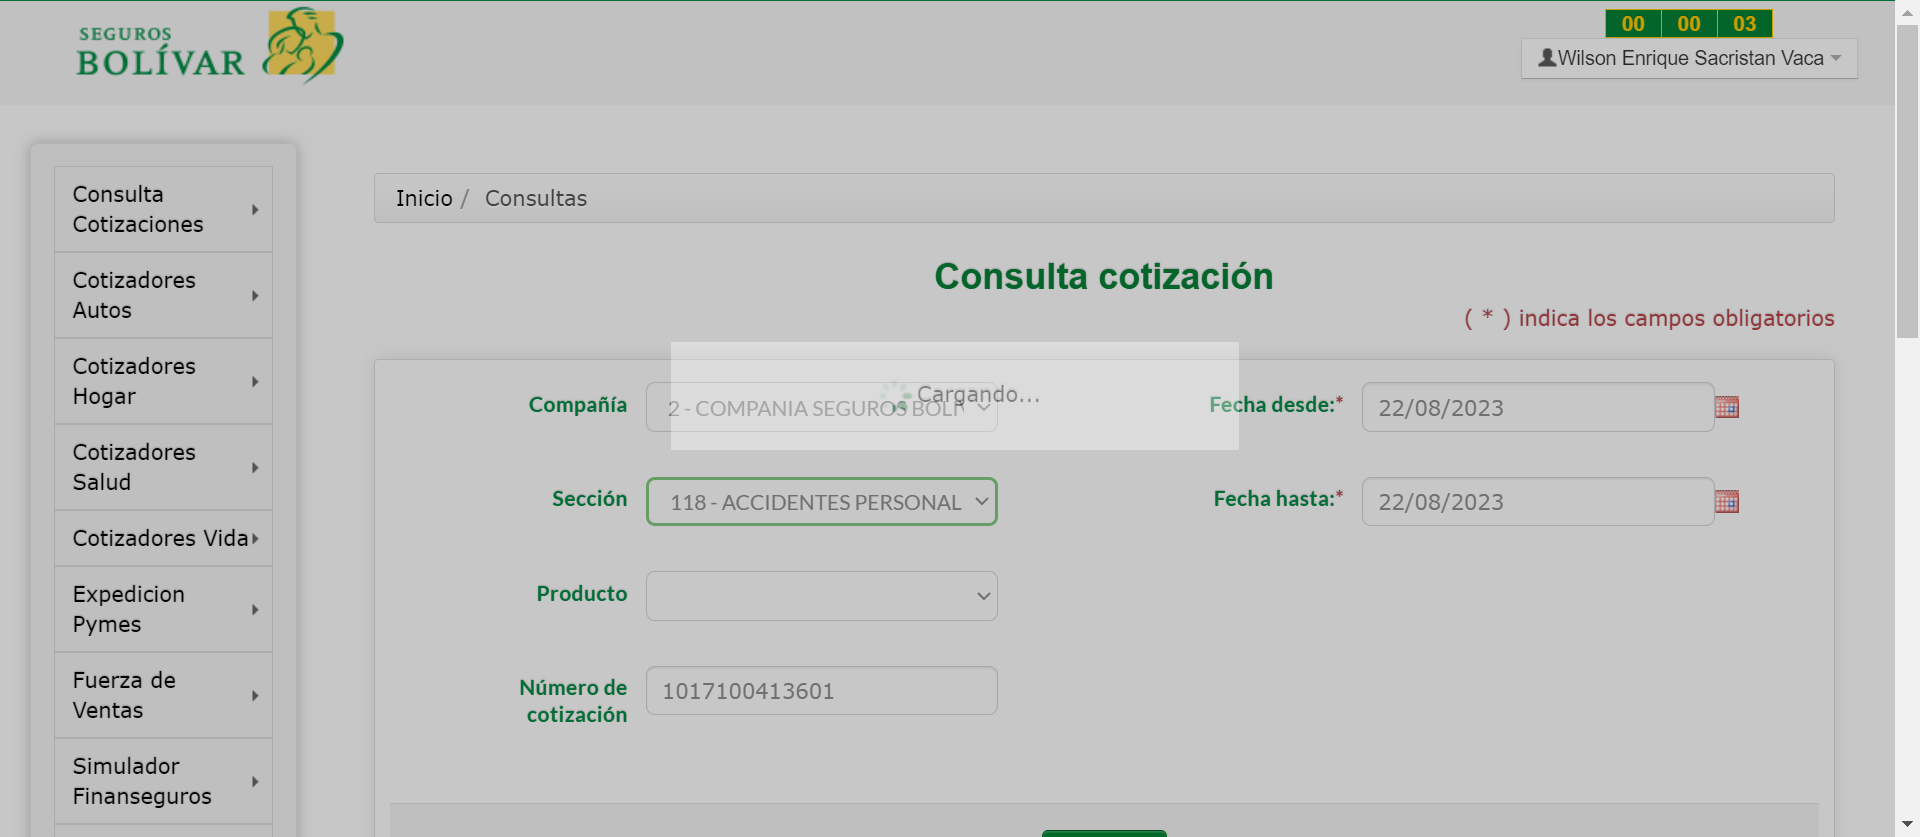 SEGUROS
BOLÍVAR
00 00 03
Wilson Enrique Sacristan Vaca
Consulta
Cotizaciones
Cotizadores
Autos
Cotizadores
Hogar
Cotizadores
Salud
Cotizadores Vida
Expedicion
Pymes
Fuerza de
Ventas
Simulador
Finanseguros
Inicio / Consultas
Consulta cotización
( * ) indica los campos obligatorios
Cargando...
Compañía 2 - COMPANIA SEGUROS BOLIV
Fecha desde:* 22/08/2023
Sección 118 - ACCIDENTES PERSONAL
Fecha hasta:* 22/08/2023
Producto
Número de
cotización
1017100413601